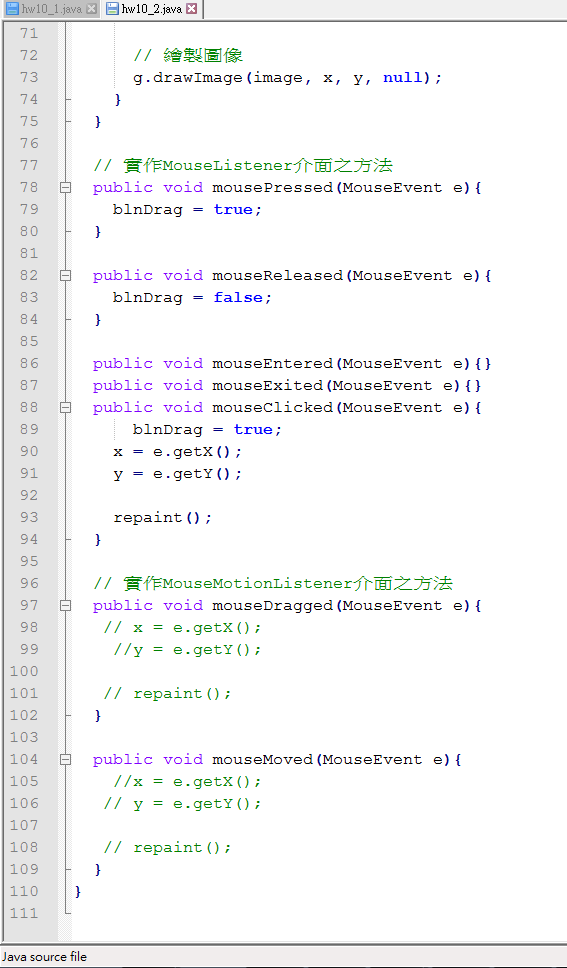 hw10_1.java hw10_2.java
71
72 // 繪製圖像
73 g.drawImage(image, x, y, null);
74 }
75 }
76
77 // 實作MouseListener介面之方法
78 public void mousePressed(MouseEvent e){
79 blnDrag = true;
80 }
81
82 public void mouseReleased(MouseEvent e){
83 blnDrag = false;
84 }
85
86 public void mouseEntered(MouseEvent e){}
87 public void mouseExited(MouseEvent e){}
88 public void mouseClicked(MouseEvent e){
89 blnDrag = true;
90 x = e.getX();
91 y = e.getY();
92
93 repaint();
94 }
95
96 // 實作MouseMotionListener介面之方法
97 public void mouseDragged(MouseEvent e){
98 // x = e.getX();
99 //y = e.getY();
100
101 // repaint();
102 }
103
104 public void mouseMoved(MouseEvent e){
105 //x = e.getX();
106 // y = e.getY();
107
108 // repaint();
109 }
110 }
111
Java source file